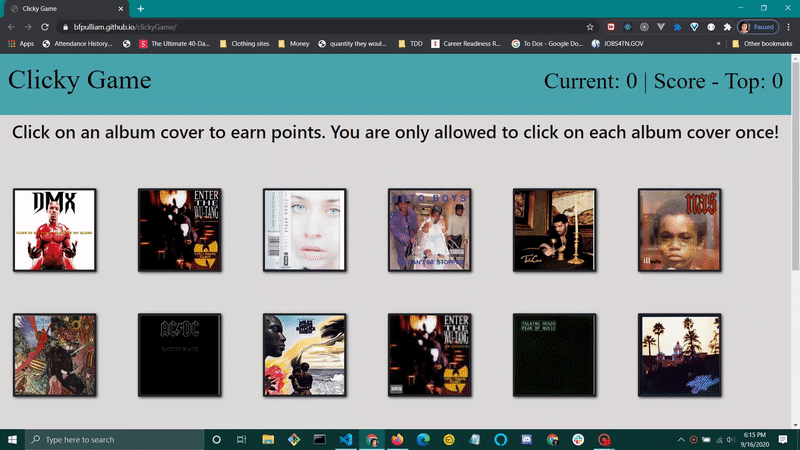 Clicky Game
bfpulliam.github.io/clickyGame/
Paused
Apps
Attendance History...
The Ultimate 40-Da...
Clothing sites
Money
quantity they woul...
TDD
Career Readiness R...
To Dos - Google Do...
JOBS4TN.GOV
Other bookmarks
Clicky Game
Current: 0 | Score - Top: 0
Click on an album cover to earn points. You are only allowed to click on each album cover once!
DMX
ENTER
THE
WU-TANG
nas
AC/DC
BACK IN BLACK
ENTER
THE
WU-TANG
TALKING HEADS
FEAR OF MUSIC
Type here to search
6:15 PM
9/16/2020